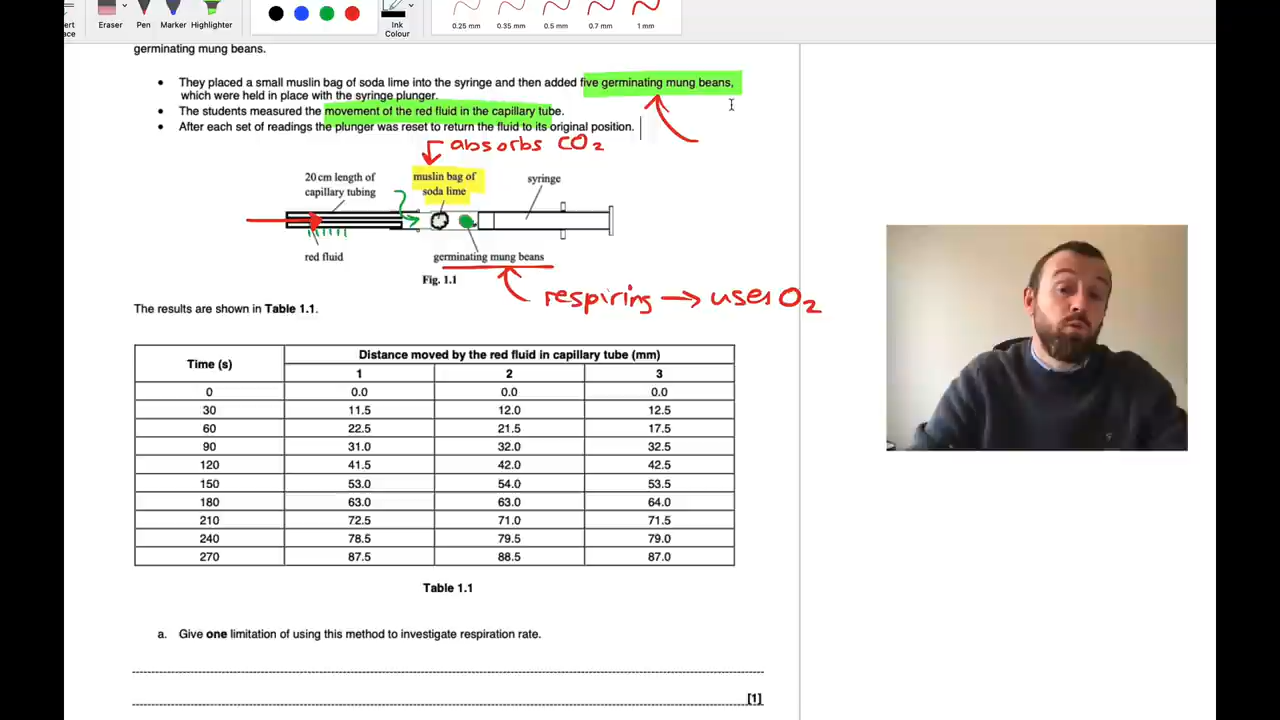 Eraser
Pen
Marker
Highlighter
Ink
Colour
0.25 mm
0.35 mm
0.5 mm
0.7 mm
1 mm
germinating mung beans.
• They placed a small muslin bag of soda lime into the syringe and then added five germinating mung beans,
which were held in place with the syringe plunger.
• The students measured the movement of the red fluid in the capillary tube.
• After each set of readings the plunger was reset to return the fluid to its original position.
absorbs CO2
20 cm length of
capillary tubing
muslin bag of
soda lime
syringe
red fluid
germinating mung beans
Fig. 1.1
respiring → uses O2
The results are shown in Table 1.1.
Time (s) Distance moved by the red fluid in capillary tube (mm)
1 2 3
0 0.0 0.0 0.0
30 11.5 12.0 12.5
60 22.5 21.5 17.5
90 31.0 32.0 32.5
120 41.5 42.0 42.5
150 53.0 54.0 53.5
180 63.0 63.0 64.0
210 72.5 71.0 71.5
240 78.5 79.5 79.0
270 87.5 88.5 87.0
Table 1.1
a. Give one limitation of using this method to investigate respiration rate.
[1]